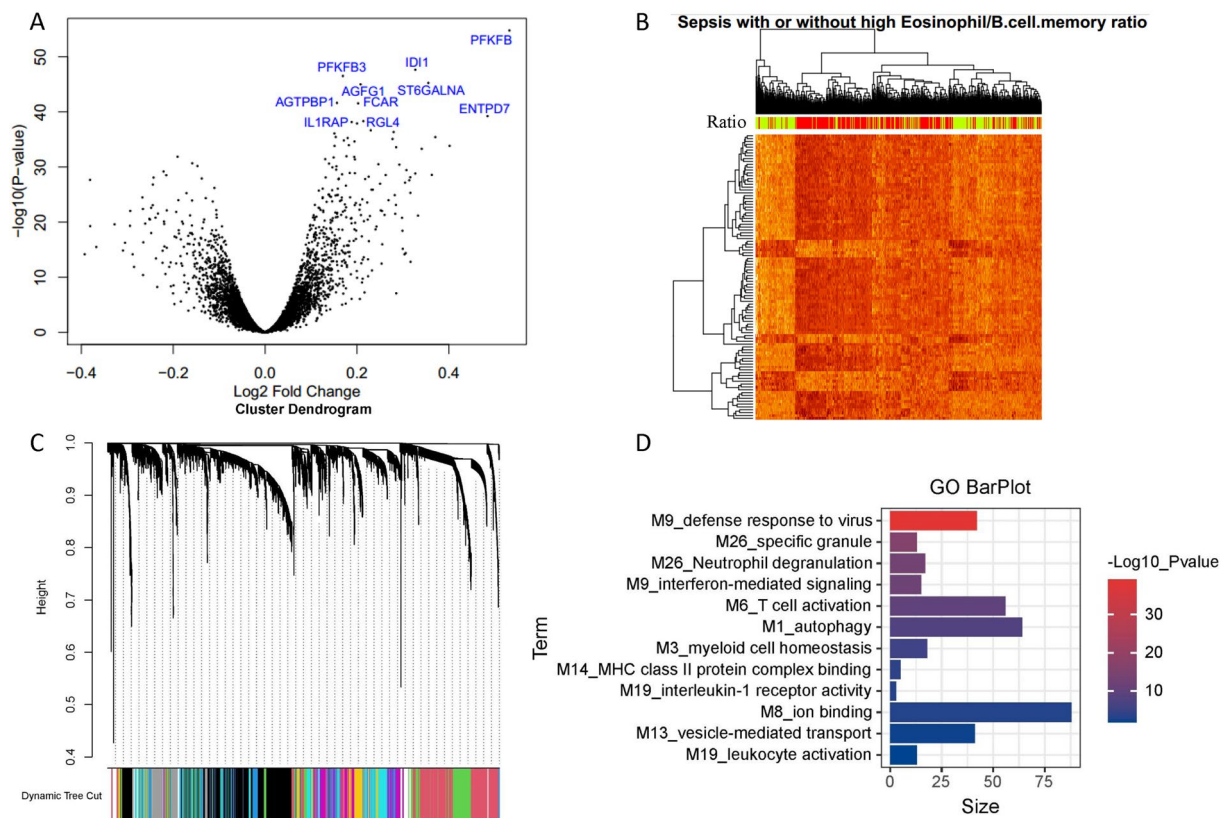 A
−log10(P-value)
50
40
30
20
10
0
PFKFB
IDI1
PFKFB3
AGFG1
ST6GALNA
AGTPBP1
FCAR
ENTPD7
IL1RAP
RGL4
−0.4
−0.2
0.0
0.2
0.4
Log2 Fold Change
Cluster Dendrogram
B
Sepsis with or without high Eosinophil/B.cell.memory ratio
Ratio
C
Height
1.0
0.9
0.8
0.7
0.6
0.5
0.4
Dynamic Tree Cut
D
GO BarPlot
Term
M9_defense response to virus
M26_specific granule
M26_Neutrophil degranulation
M9_interferon-mediated signaling
M6_T cell activation
M1_autophagy
M3_myeloid cell homeostasis
M14_MHC class II protein complex binding
M19_interleukin-1 receptor activity
M8_ion binding
M13_vesicle-mediated transport
M19_leukocyte activation
0
25
50
75
Size
-Log10_Pvalue
30
20
10